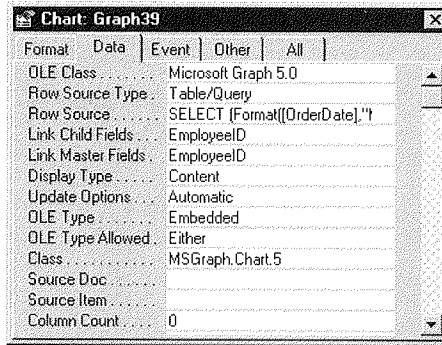 Chart: Graph39
Format Data Event Other All
OLE Class....... Microsoft Graph 5.0
Row Source Type. Table/Query
Row Source...... SELECT (Format([OrderDate],"'
Link Child Fields.. EmployeeID
Link Master Fields. EmployeeID
Display Type..... Content
Update Options... Automatic
OLE Type........ Embedded
OLE Type Allowed. Either
Class........... MSGraph.Chart.5
Source Doc......
Source Item......
Column Count.... 0